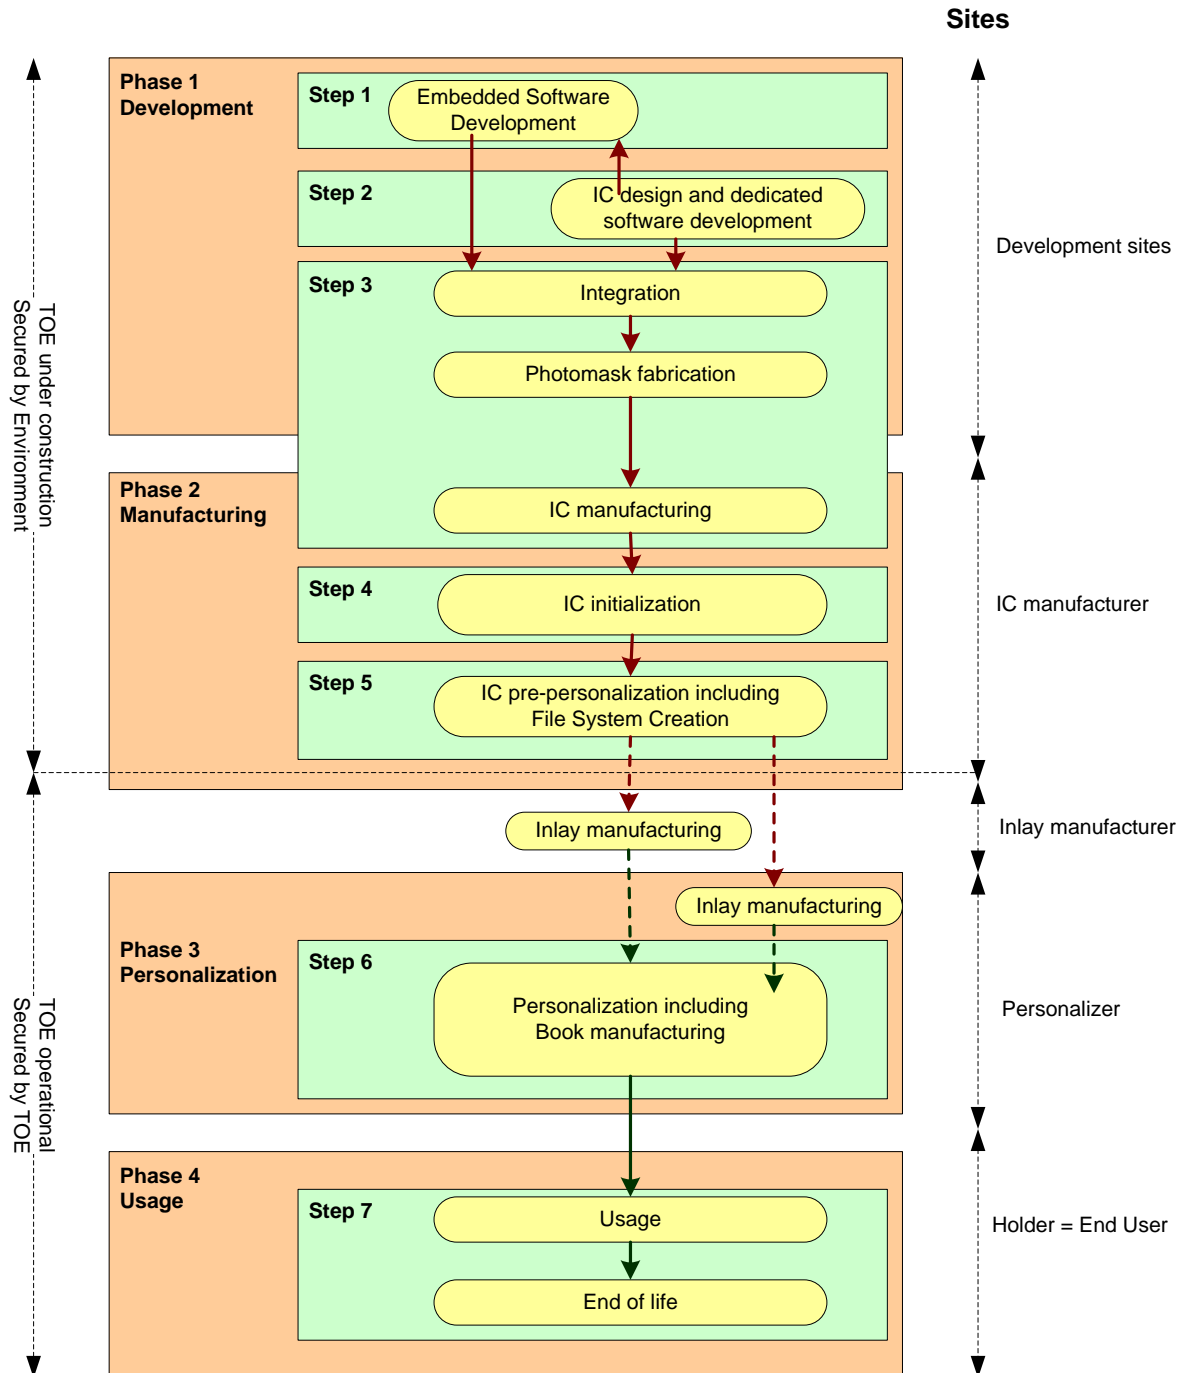 Sites
Phase 1
Development
Step 1
Embedded Software
Development
Step 2
IC design and dedicated
software development
Development sites
Step 3
Integration
TOE under construction
Secured by Environment
Photomask fabrication
Phase 2
Manufacturing
IC manufacturing
Step 4
IC initialization
IC manufacturer
Step 5
IC pre-personalization including
File System Creation
Inlay manufacturing
Inlay manufacturer
Inlay manufacturing
Phase 3
Personalization
Step 6
Personalization including
Book manufacturing
Personalizer
TOE operational
Secured by TOE
Phase 4
Usage
Step 7
Usage
Holder = End User
End of life